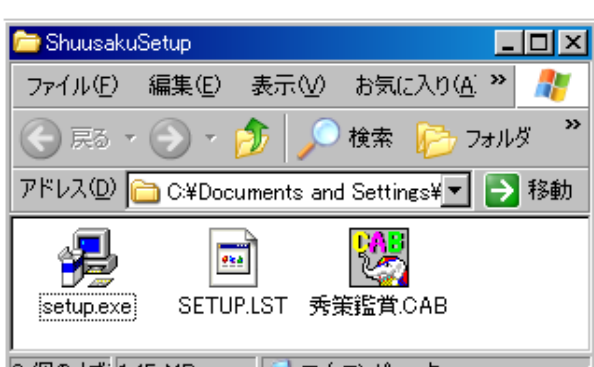 ShuusakuSetup
ファイル(F) 編集(E) 表示(V) お気に入り(A) »
戻る 検索 フォルダ »
アドレス(D) C:¥Documents and Settings¥ 移動
CAB
setup.exe SETUP.LST 秀策鑑賞.CAB